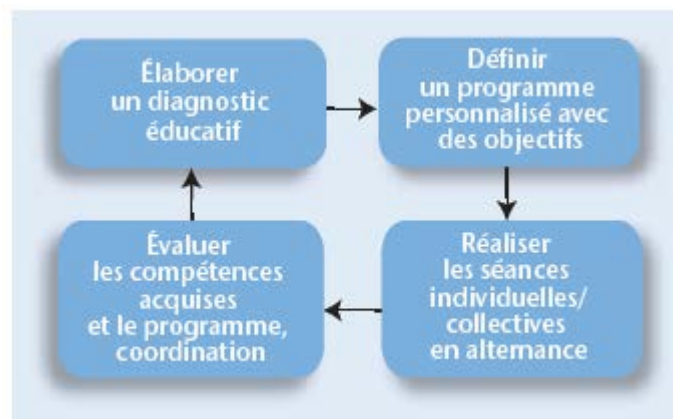 Élaborer
un diagnostic
éducatif
Définir
un programme
personnalisé avec
des objectifs
Réaliser
les séances
individuelles/
collectives
en alternance
Évaluer
les compétences
acquises
et le programme,
coordination